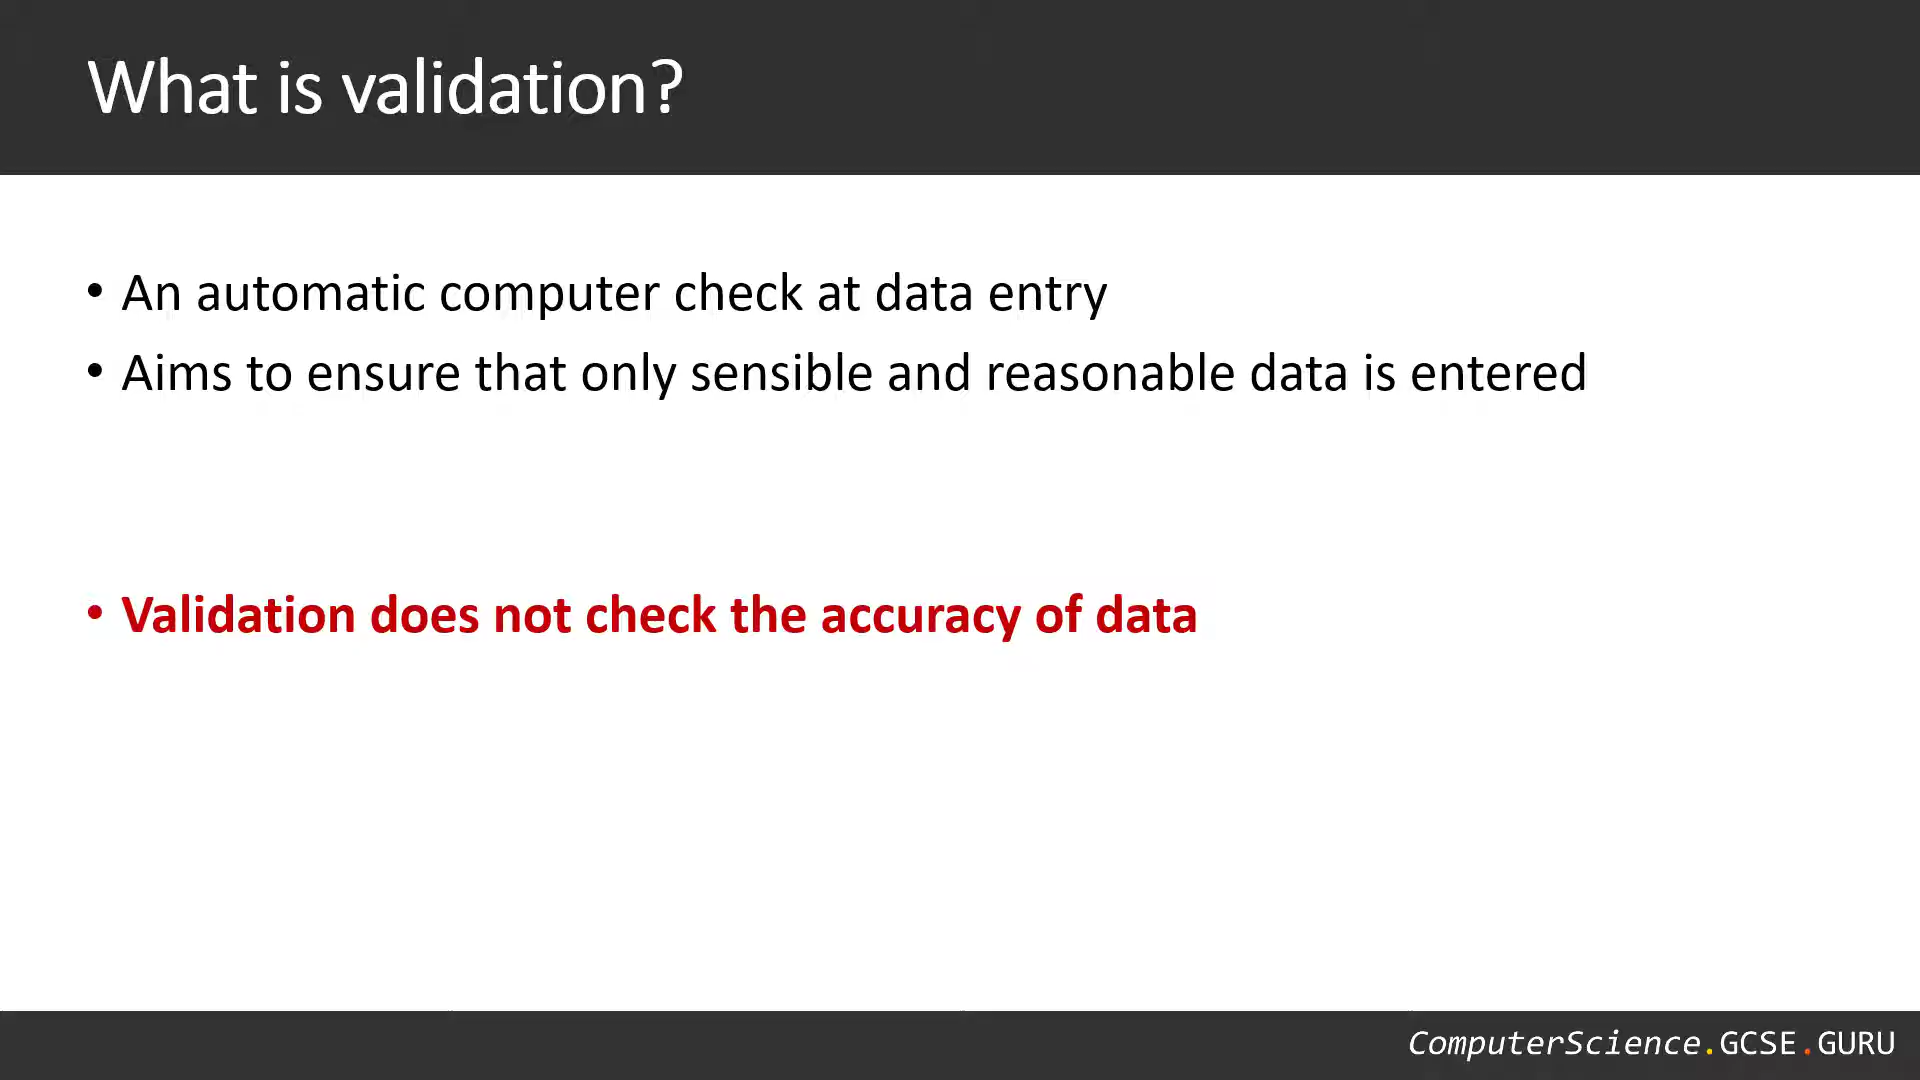 What is validation?
• An automatic computer check at data entry
• Aims to ensure that only sensible and reasonable data is entered
• Validation does not check the accuracy of data
ComputerScience.GCSE.GURU